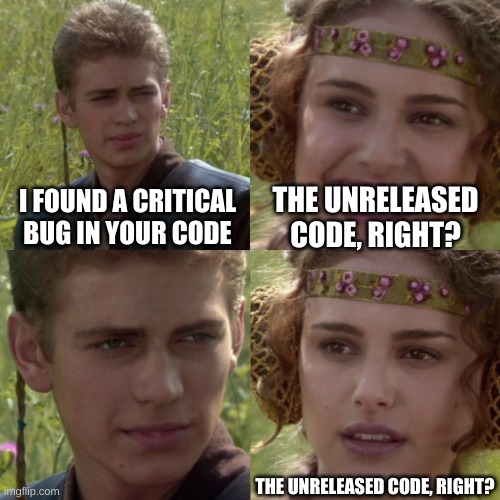 I FOUND A CRITICAL
BUG IN YOUR CODE
THE UNRELEASED
CODE, RIGHT?
THE UNRELEASED CODE, RIGHT?
imgflip.com